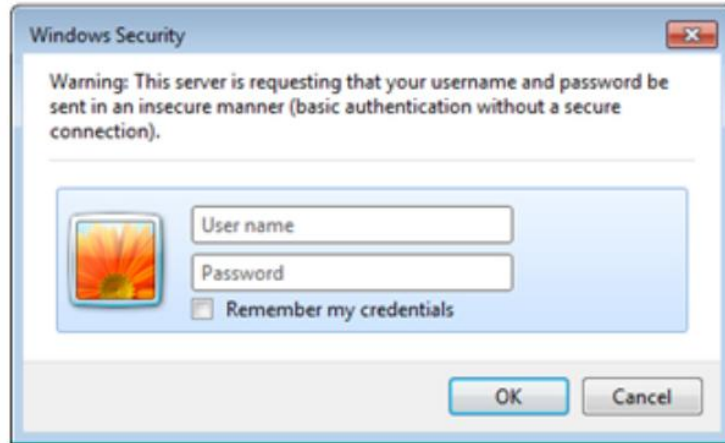 Windows Security
Warning: This server is requesting that your username and password be
sent in an insecure manner (basic authentication without a secure
connection).
User name
Password
Remember my credentials
OK Cancel